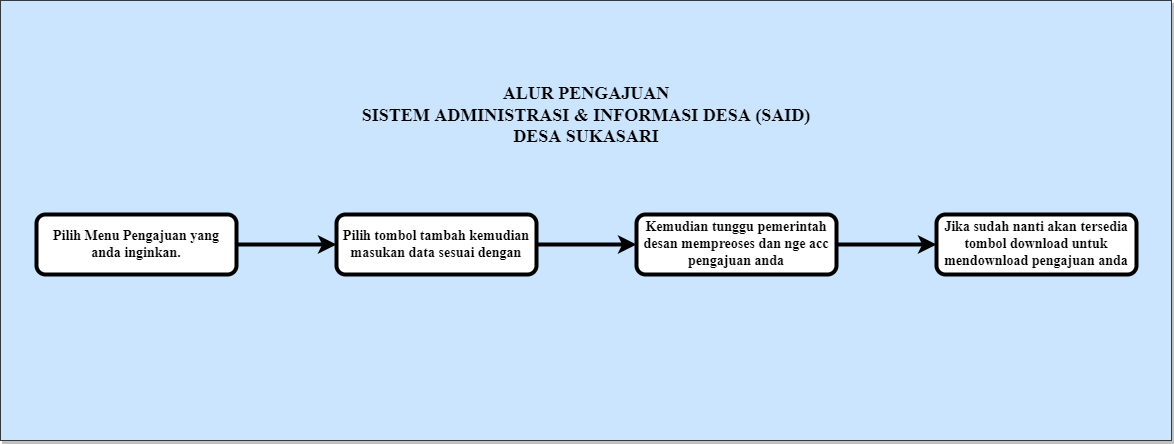 ALUR PENGAJUAN
SISTEM ADMINISTRASI & INFORMASI DESA (SAID)
DESA SUKASARI
Pilih Menu Pengajuan yang
anda inginkan.
Pilih tombol tambah kemudian
masukan data sesuai dengan
Kemudian tunggu pemerintah
desan mempreoses dan nge acc
pengajuan anda
Jika sudah nanti akan tersedia
tombol download untuk
mendownload pengajuan anda